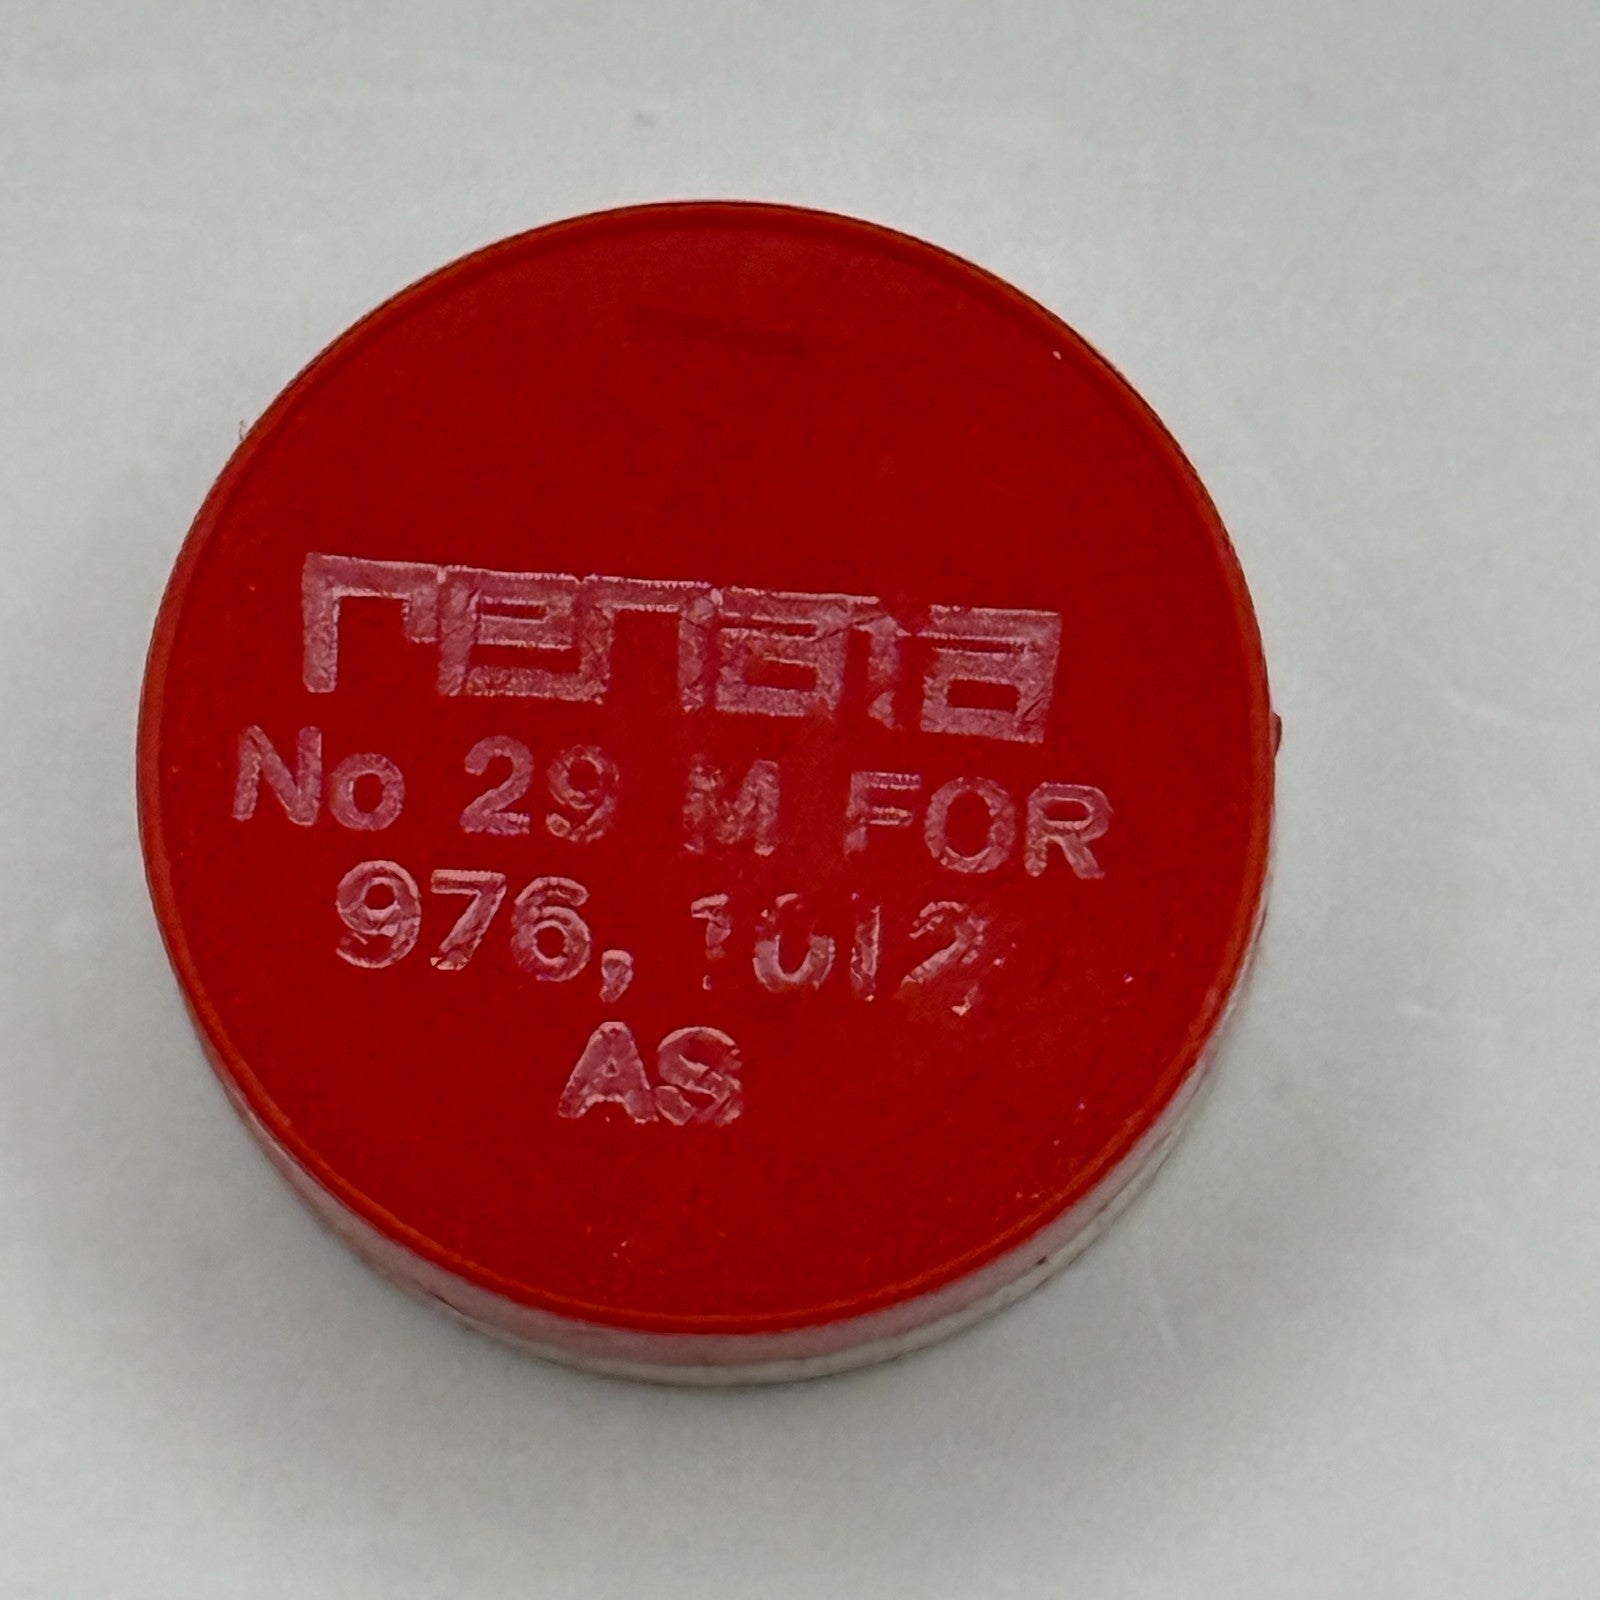 renata
No 29 M FOR
976, 1012
AS